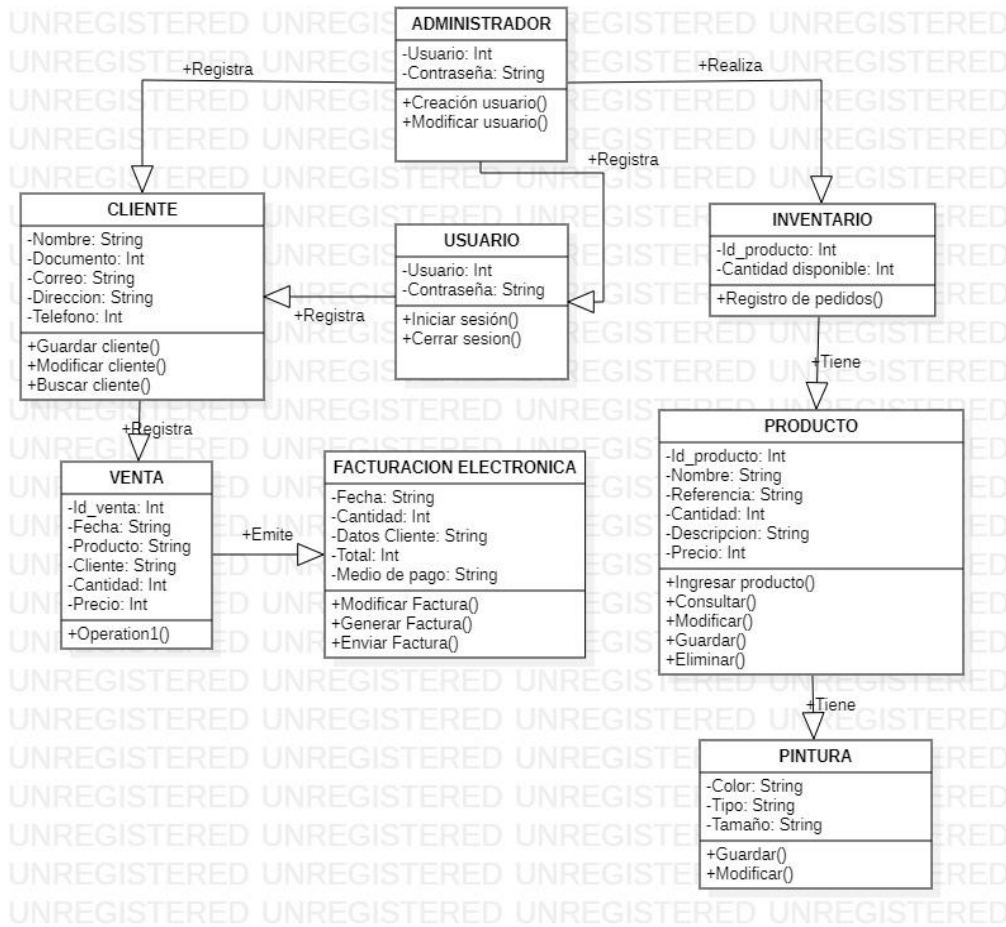 ADMINISTRADOR
-Usuario: Int
-Contraseña: String
+Creación usuario()
+Modificar usuario()
+Registra
+Realiza
+Registra
CLIENTE
-Nombre: String
-Documento: Int
-Correo: String
-Direccion: String
-Telefono: Int
+Guardar cliente()
+Modificar cliente()
+Buscar cliente()
USUARIO
-Usuario: Int
-Contraseña: String
+Iniciar sesión()
+Cerrar sesion()
+Registra
INVENTARIO
-Id_producto: Int
-Cantidad disponible: Int
+Registro de pedidos()
+Tiene
+Registra
VENTA
-Id_venta: Int
-Fecha: String
-Producto: String
-Cliente: String
-Cantidad: Int
-Precio: Int
+Operation1()
+Emite
FACTURACION ELECTRONICA
-Fecha: String
-Cantidad: Int
-Datos Cliente: String
-Total: Int
-Medio de pago: String
+Modificar Factura()
+Generar Factura()
+Enviar Factura()
PRODUCTO
-Id_producto: Int
-Nombre: String
-Referencia: String
-Cantidad: Int
-Descripcion: String
-Precio: Int
+Ingresar producto()
+Consultar()
+Modificar()
+Guardar()
+Eliminar()
+Tiene
PINTURA
-Color: String
-Tipo: String
-Tamaño: String
+Guardar()
+Modificar()
UNREGISTERED UNREGISTERED UNREGISTERED UNREGISTERED